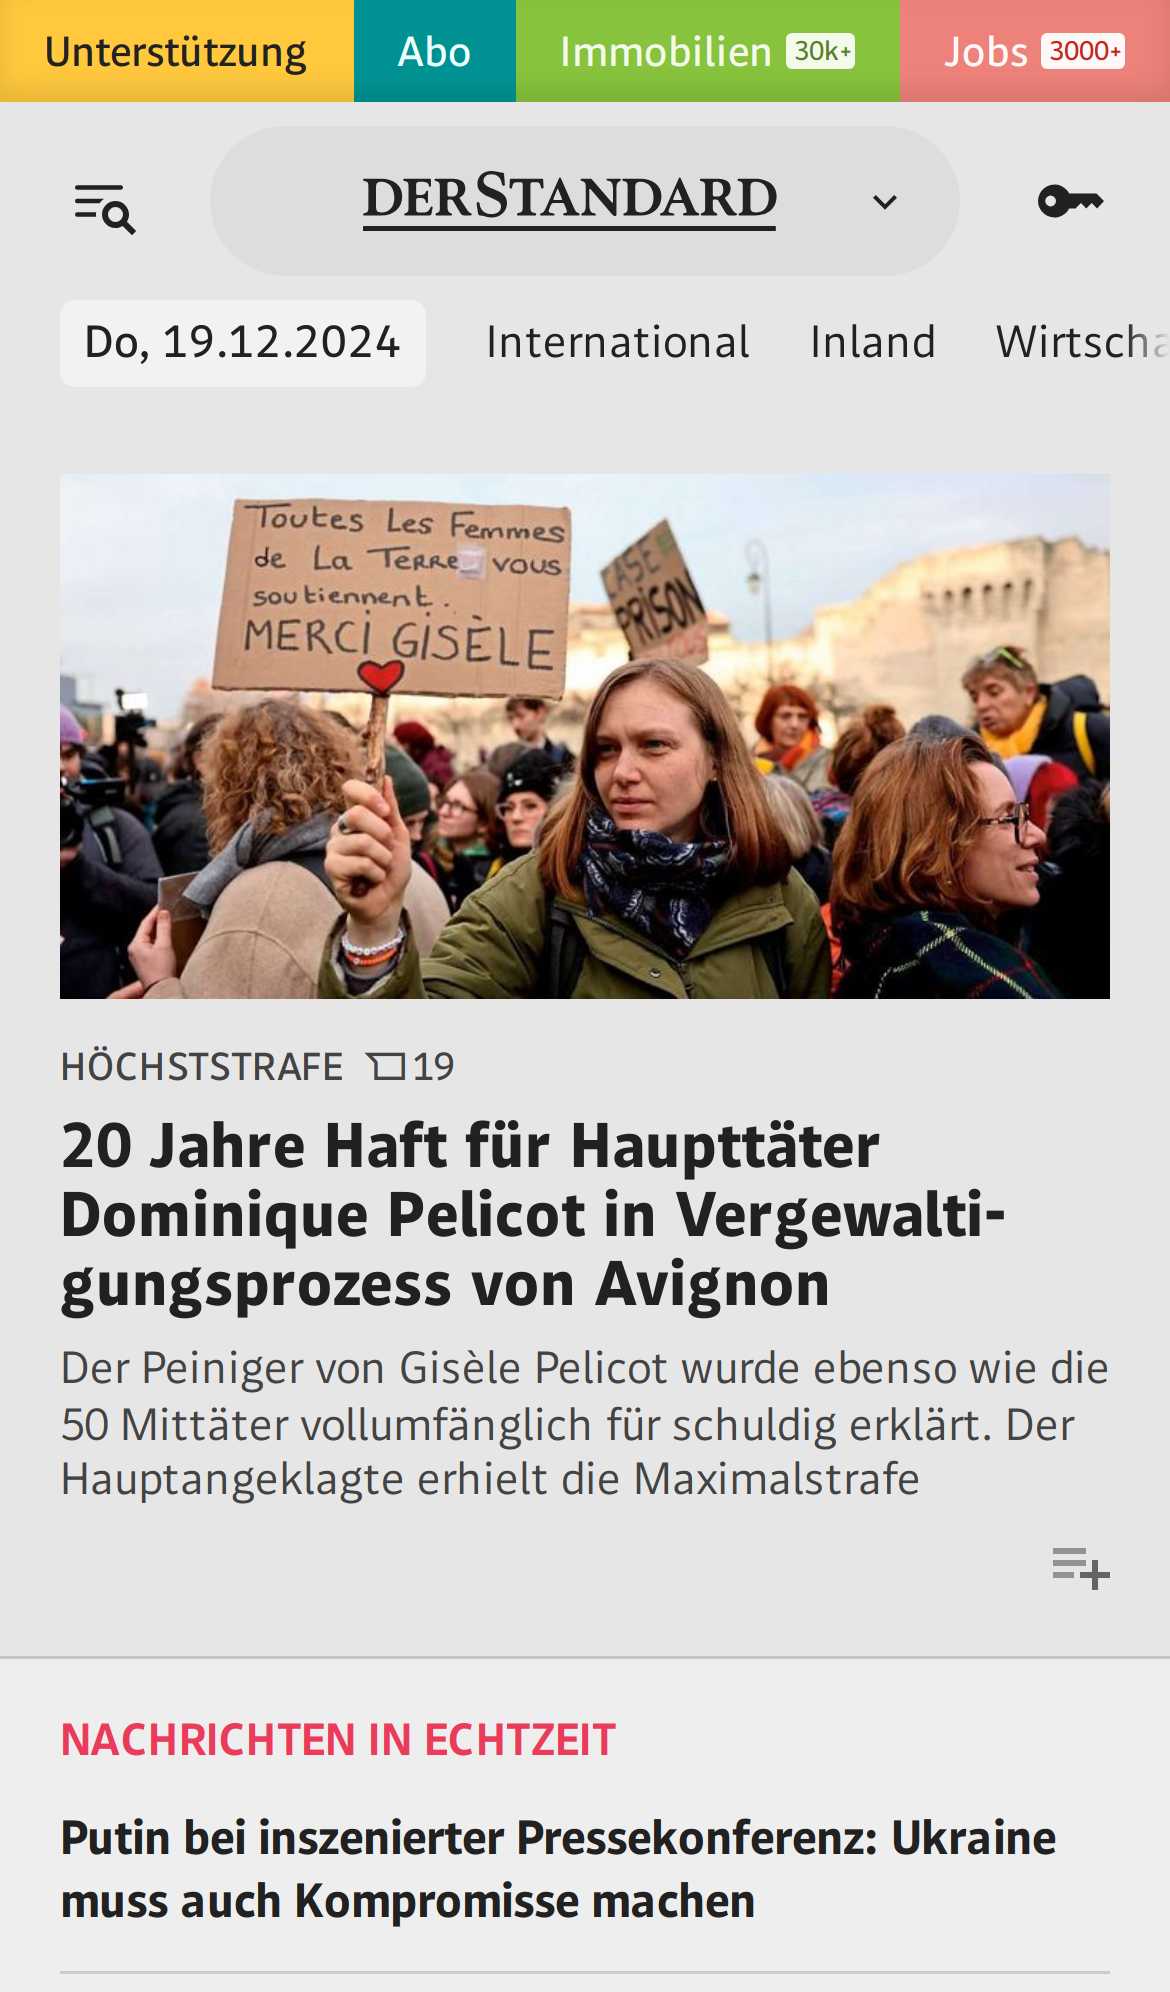 Unterstützung
Abo
Immobilien 30k+
Jobs 3000+
DERSTANDARD
Do, 19.12.2024
International
Inland
Wirtscha
Toutes Les Femmes
de La Terre vous
soutiennent.
MERCI GISÈLE
PRISON
HÖCHSTSTRAFE 19
20 Jahre Haft für Haupttäter
Dominique Pelicot in Vergewalti-
gungsprozess von Avignon
Der Peiniger von Gisèle Pelicot wurde ebenso wie die
50 Mittäter vollumfänglich für schuldig erklärt. Der
Hauptangeklagte erhielt die Maximalstrafe
NACHRICHTEN IN ECHTZEIT
Putin bei inszenierter Pressekonferenz: Ukraine
muss auch Kompromisse machen